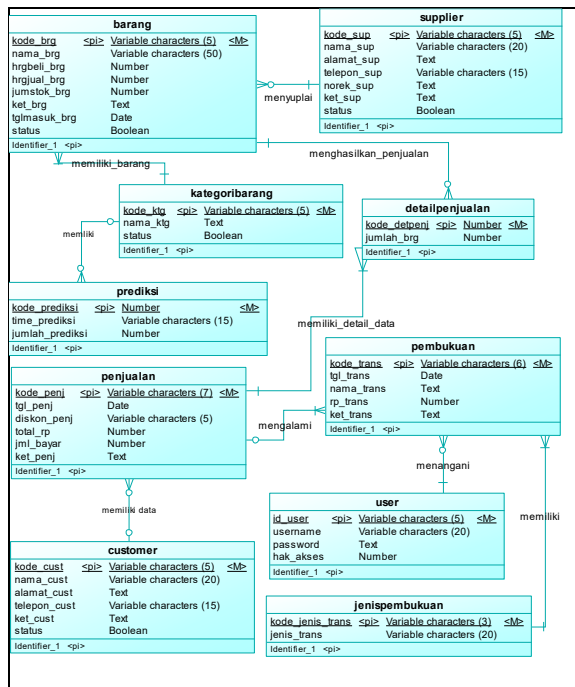 barang
kode_brg <pi> Variable characters (5) <M>
nama_brg Variable characters (50)
hrgbeli_brg Number
hrgjual_brg Number
jumstok_brg Number
ket_brg Text
tglmasuk_brg Date
status Boolean
Identifier_1 <pi>
supplier
kode_sup <pi> Variable characters (5) <M>
nama_sup Variable characters (20)
alamat_sup Text
telepon_sup Variable characters (15)
norek_sup Text
ket_sup Text
status Boolean
Identifier_1 <pi>
menyuplai
menghasilkan_penjualan
memiliki_barang
kategoribarang
kode_ktg <pi> Variable characters (5) <M>
nama_ktg Text
status Boolean
Identifier_1 <pi>
detailpenjualan
kode_detpenj <pi> Number <M>
jumlah_brg Number
Identifier_1 <pi>
memiliki
prediksi
kode_prediksi <pi> Number <M>
time_prediksi Variable characters (15)
jumlah_prediksi Number
Identifier_1 <pi>
memiliki_detail_data
pembukuan
kode_trans <pi> Variable characters (6) <M>
tgl_trans Date
nama_trans Text
rp_trans Number
ket_trans Text
Identifier_1 <pi>
penjualan
kode_penj <pi> Variable characters (7) <M>
tgl_penj Date
diskon_penj Variable characters (5)
total_rp Number
jml_bayar Number
ket_penj Text
Identifier_1 <pi>
mengalami
menangani
memiliki data
memiliki
user
id_user <pi> Variable characters (5) <M>
username Variable characters (20)
password Text
hak_akses Number
Identifier_1 <pi>
customer
kode_cust <pi> Variable characters (5) <M>
nama_cust Variable characters (20)
alamat_cust Text
telepon_cust Variable characters (15)
ket_cust Text
status Boolean
Identifier_1 <pi>
jenispembukuan
kode_jenis_trans <pi> Variable characters (3) <M>
jenis_trans Variable characters (20)
Identifier_1 <pi>